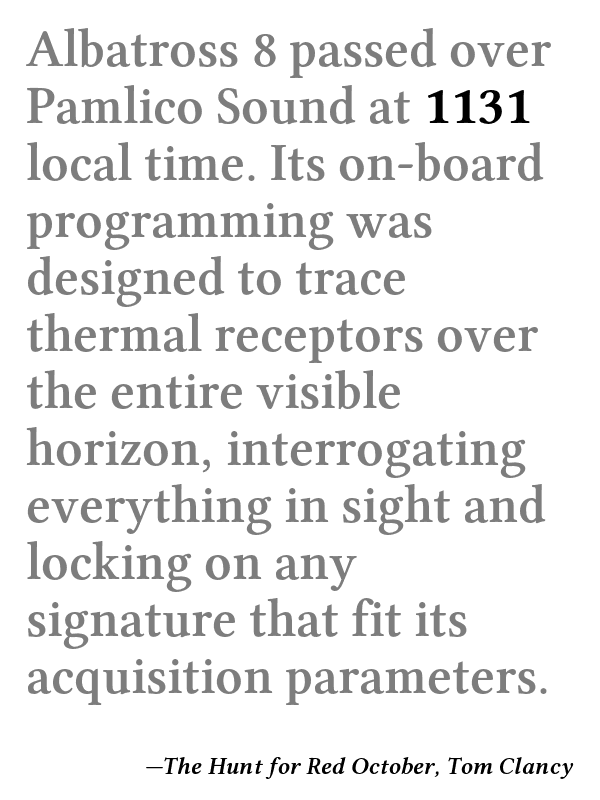 Albatross 8 passed over
Pamlico Sound at 1131
local time. Its on-board
programming was
designed to trace
thermal receptors over
the entire visible
horizon, interrogating
everything in sight and
locking on any
signature that fit its
acquisition parameters.
—The Hunt for Red October, Tom Clancy